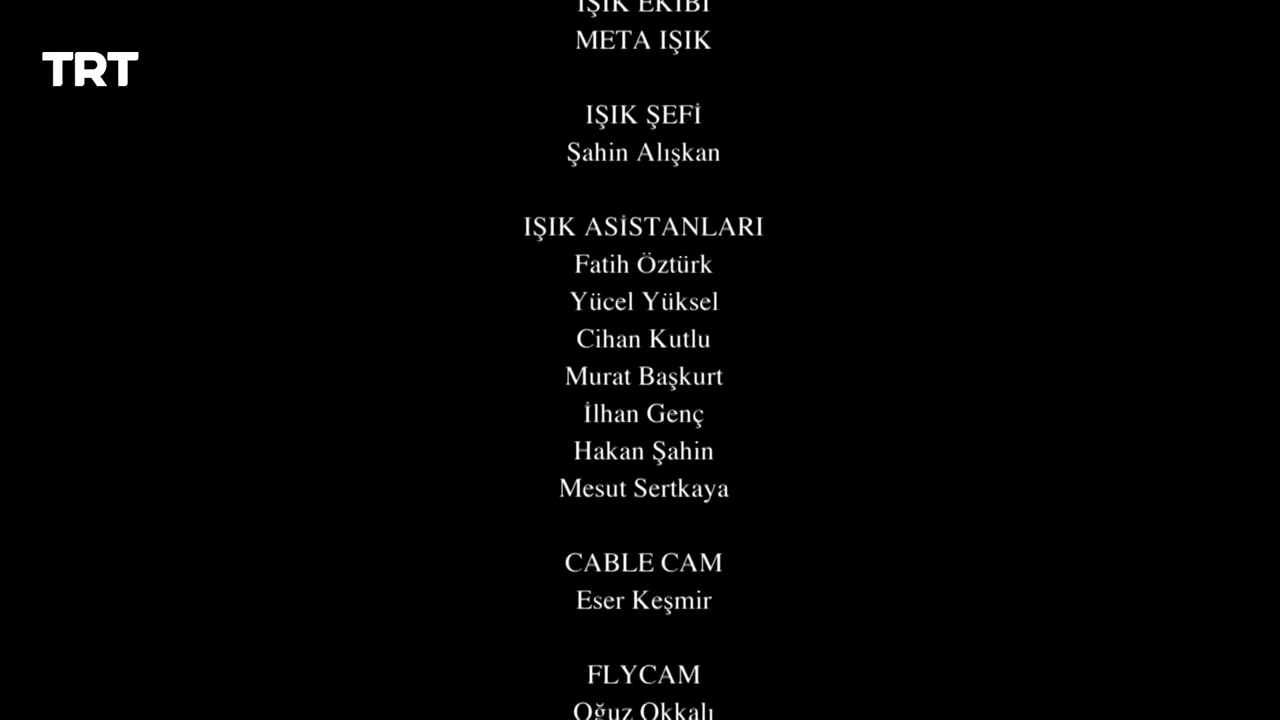 IŞIK EKİBİ
META IŞIK
TRT
IŞIK ŞEFİ
Şahin Alışkan
IŞIK ASİSTANLARI
Fatih Öztürk
Yücel Yüksel
Cihan Kutlu
Murat Başkurt
İlhan Genç
Hakan Şahin
Mesut Sertkaya
CABLE CAM
Eser Keşmir
FLYCAM
Oğuz Okkalı